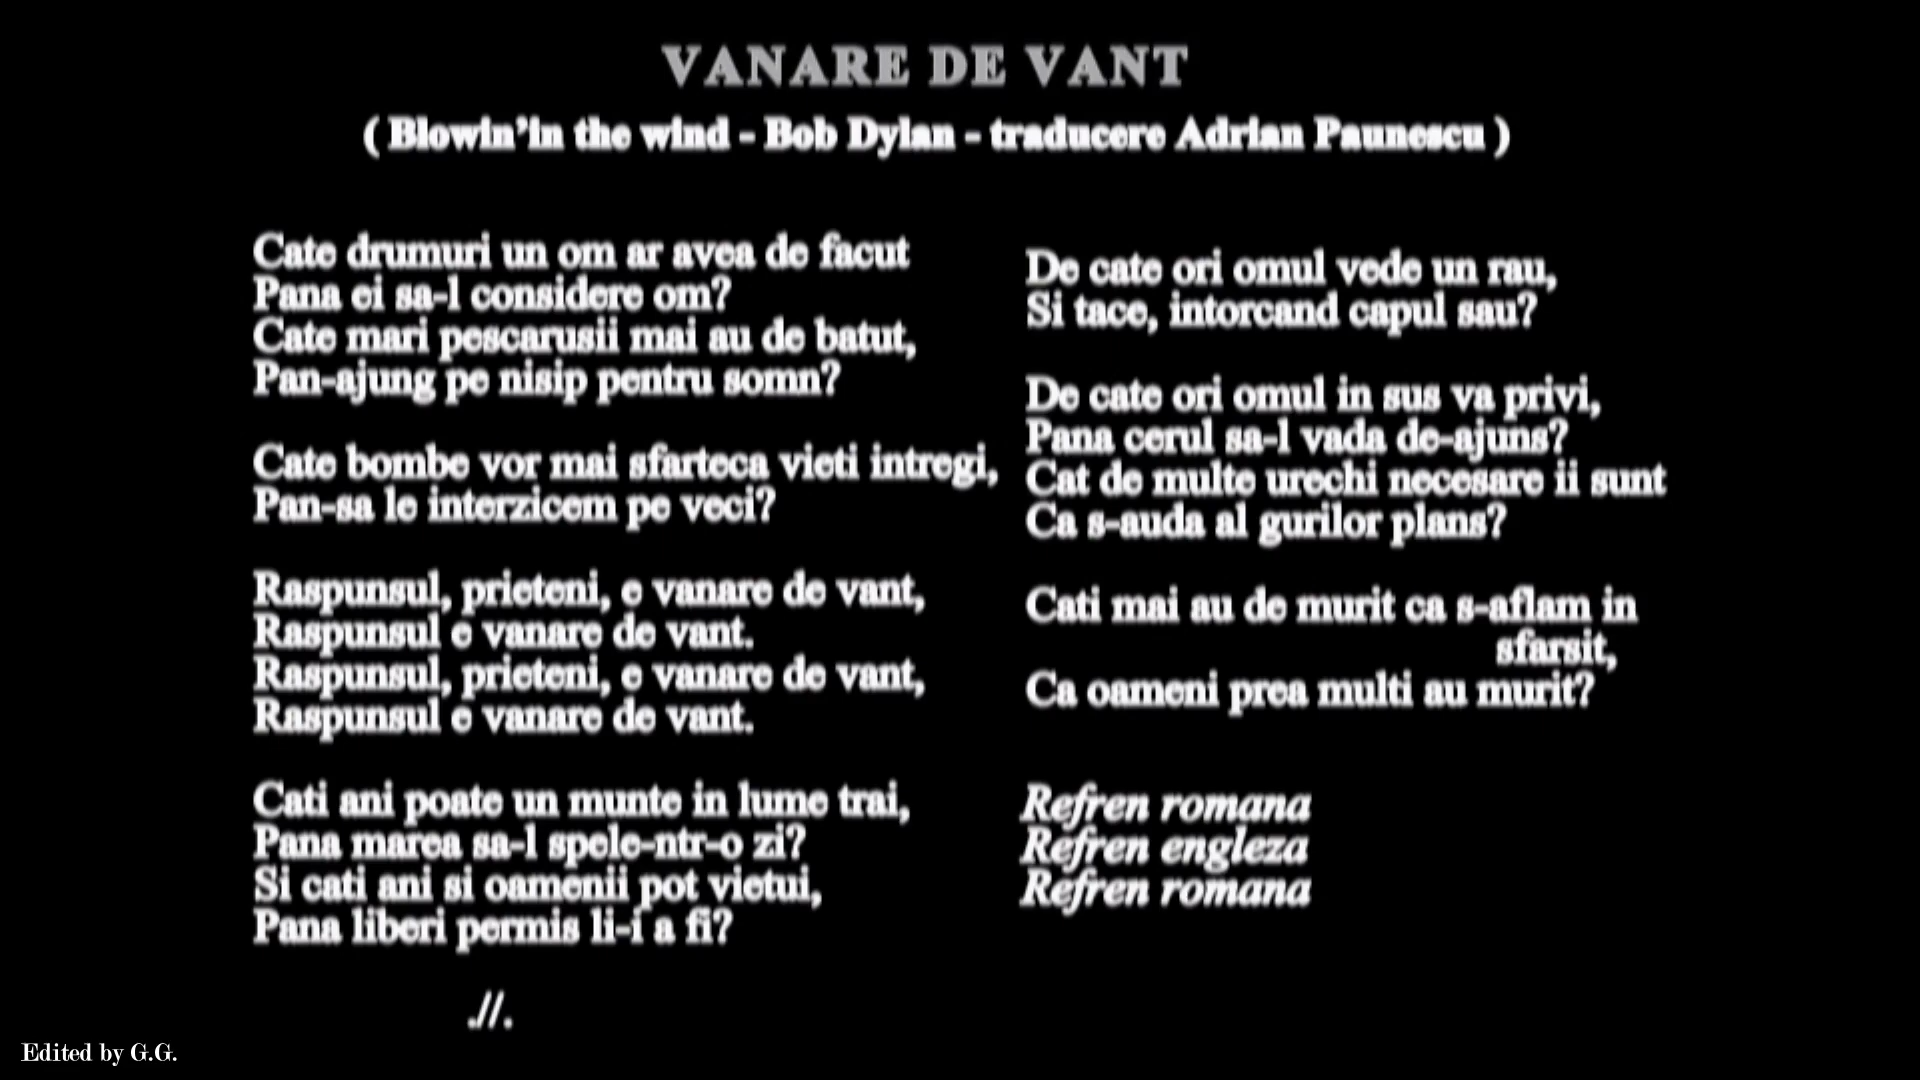 VANARE DE VANT
( Blowin'in the wind - Bob Dylan - traducere Adrian Paunescu )
Cate drumuri un om ar avea de facut
Pana ei sa-l considere om?
Cate mari pescarusii mai au de batut,
Pan-ajung pe nisip pentru somn?
Cate bombe vor mai sfarteca vieti intregi,
Pan-sa le interzicem pe veci?
Raspunsul, prieteni, e vanare de vant,
Raspunsul e vanare de vant.
Raspunsul, prieteni, e vanare de vant,
Raspunsul e vanare de vant.
Cati ani poate un munte in lume trai,
Pana marea sa-l spele-ntr-o zi?
Si cati ani si oamenii pot vietui,
Pana liberi permis li-i a fi?
.//.
De cate ori omul vede un rau,
Si tace, intorcand capul sau?
De cate ori omul in sus va privi,
Pana cerul sa-l vada de-ajuns?
Cat de multe urechi necesare ii sunt
Ca s-auda al gurilor plans?
Cati mai au de murit ca s-aflam in
sfarsit,
Ca oameni prea multi au murit?
Refren romana
Refren engleza
Refren romana
Edited by G.G.